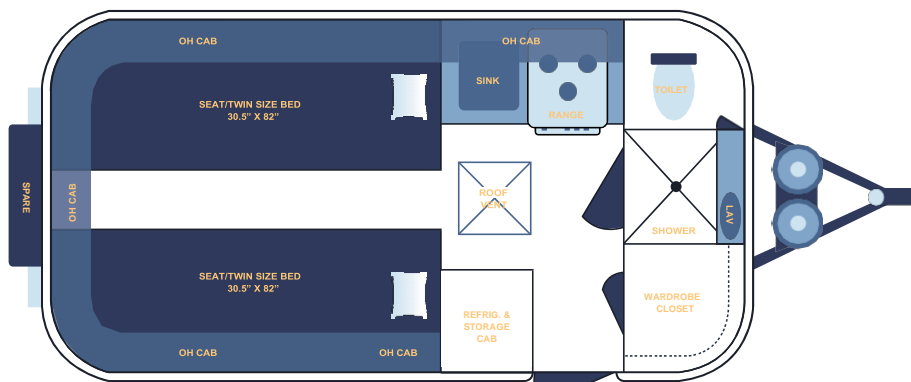 OH CAB
OH CAB
SINK
TOILET
SEAT/TWIN SIZE BED
30.5” X 82”
RANGE
SPARE
OH CAB
ROOF
VENT
LAV
SHOWER
SEAT/TWIN SIZE BED
30.5” X 82”
WARDROBE
CLOSET
REFRIG. &
STORAGE
CAB
OH CAB
OH CAB